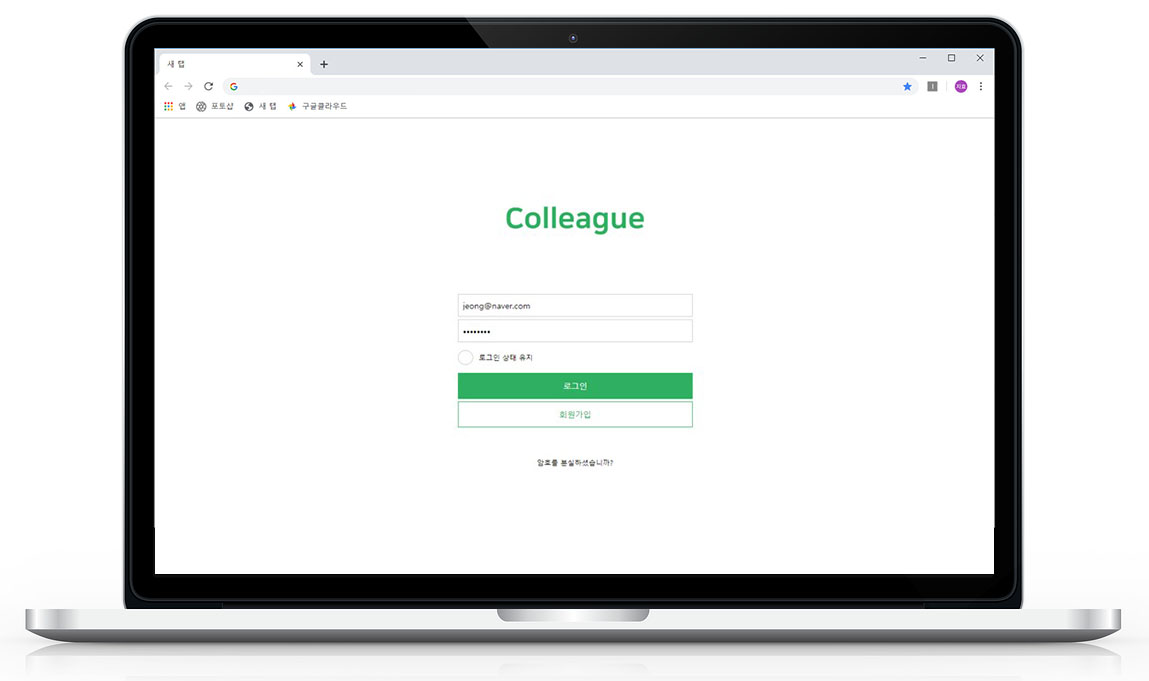 새 탭
앱 포토샵 새 탭 구글클라우드
Colleague
jeong@naver.com
로그인 상태 유지
로그인
회원가입
암호를 분실하셨습니까?